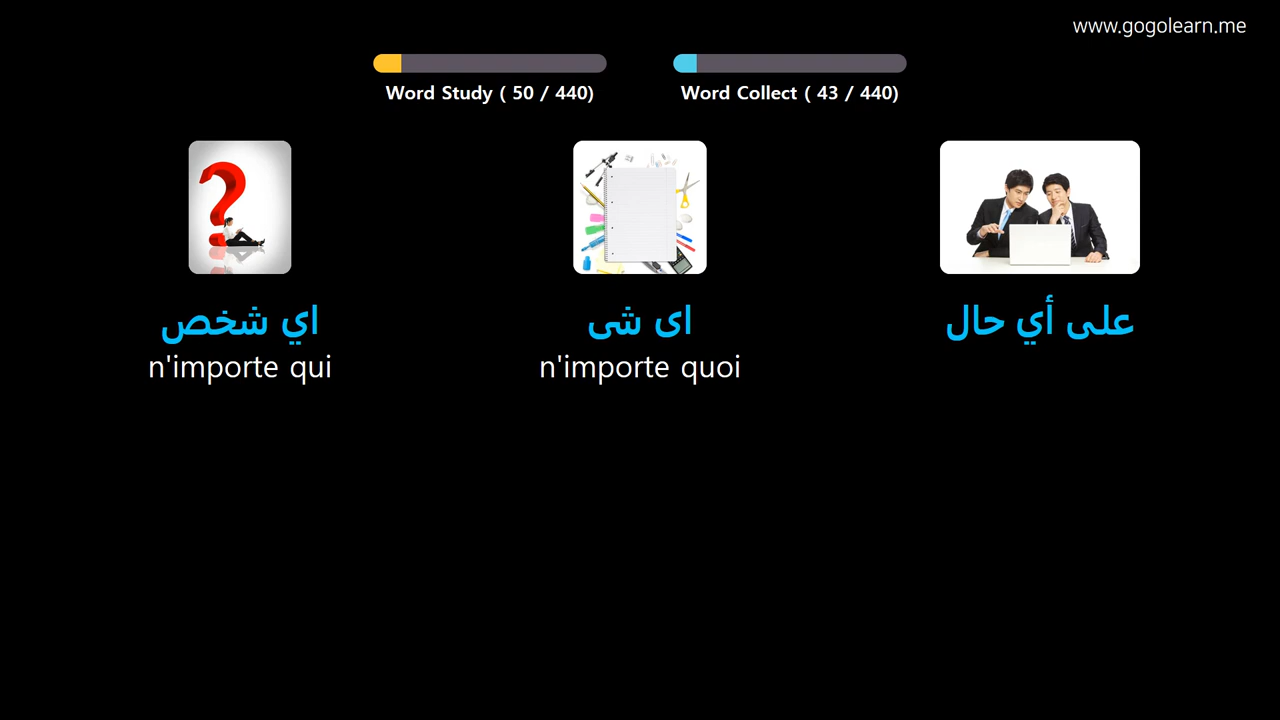 www.gogolearn.me
Word Study ( 50 / 440)
Word Collect ( 43 / 440)
اي شخص
n'importe qui
اى شى
n'importe quoi
على أي حال